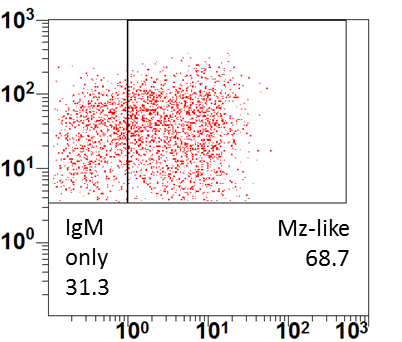 10³
10²
10¹
10⁰
IgM
only
31.3
Mz-like
68.7
10⁰ 10¹ 10² 10³